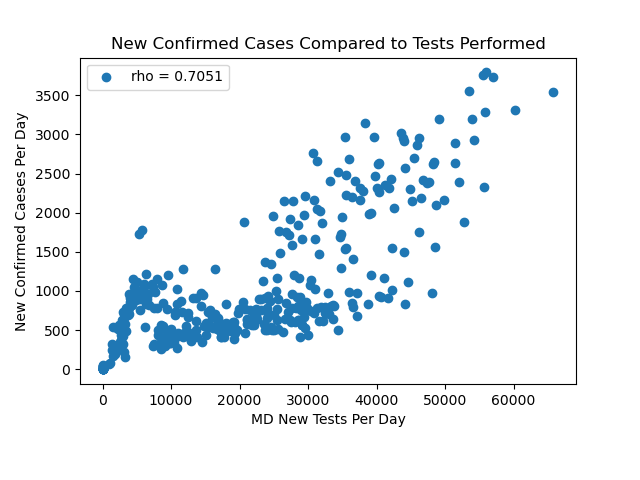 New Confirmed Cases Compared to Tests Performed
rho = 0.7051
New Confirmed Caeses Per Day
3500
3000
2500
2000
1500
1000
500
0
0 10000 20000 30000 40000 50000 60000
MD New Tests Per Day